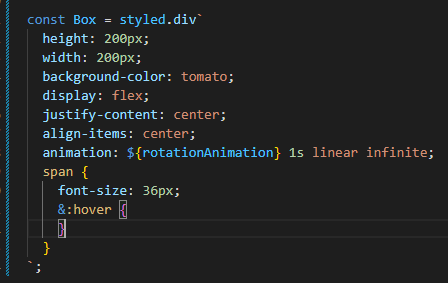 const Box = styled.div`
  height: 200px;
  width: 200px;
  background-color: tomato;
  display: flex;
  justify-content: center;
  align-items: center;
  animation: ${rotationAnimation} 1s linear infinite;
  span {
    font-size: 36px;
    &:hover {
    }
  }
`;